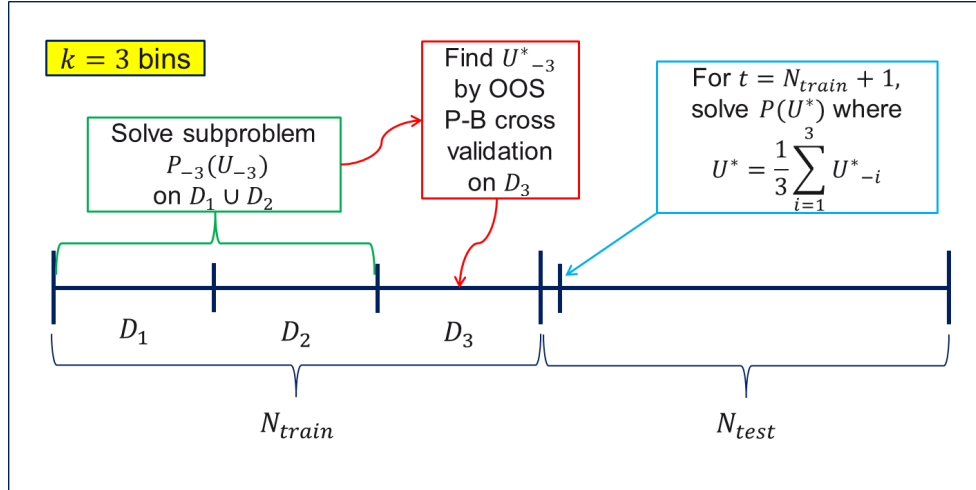 k = 3 bins
Solve subproblem
P₋₃(U₋₃)
on D₁ ∪ D₂
Find U*₋₃
by OOS
P-B cross
validation
on D₃
For t = N_train + 1,
solve P(U*) where
U* = 1/3 ∑_{i=1}^{3} U*₋ᵢ
D₁ D₂ D₃
N_train N_test